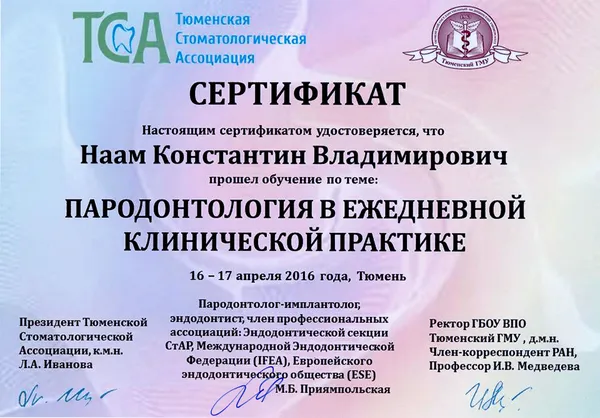 ТСА Тюменская
Стоматологическая
Ассоциация
Тюменский ГМУ
СЕРТИФИКАТ
Настоящим сертификатом удостоверяется, что
Наам Константин Владимирович
прошел обучение по теме:
ПАРОДОНТОЛОГИЯ В ЕЖЕДНЕВНОЙ
КЛИНИЧЕСКОЙ ПРАКТИКЕ
16 – 17 апреля 2016 года, Тюмень
Президент Тюменской
Стоматологической
Ассоциации, к.м.н.
Л.А. Иванова
Пародонтолог-имплантолог,
эндодонтист, член профессиональных
ассоциаций: Эндодонтической секции
СтАР, Международной Эндодонтической
Федерации (IFEA), Европейского
эндодонтического общества (ESE)
М.Б. Приямпольская
Ректор ГБОУ ВПО
Тюменский ГМУ , д.м.н.
Член-корреспондент РАН,
Профессор И.В. Медведева